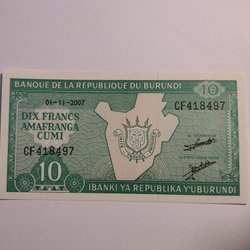 BANQUE DE LA REPUBLIQUE DU BURUNDI
01-11-2007
CF418497
10
DIX FRANCS
AMAFRANGA
CUMI
CF418497
10
IBANKI YA REPUBLIKA Y'UBURUNDI